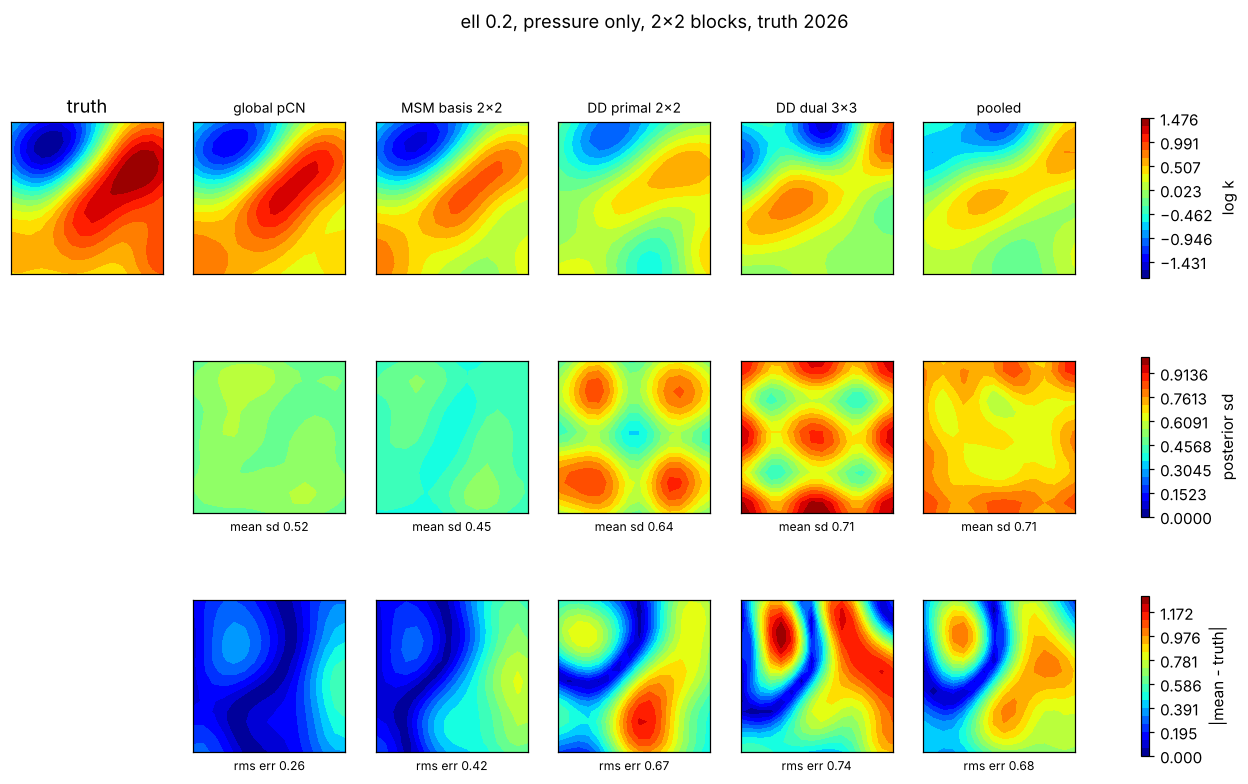 ell 0.2, pressure only, 2×2 blocks, truth 2026
truth
global pCN
MSM basis 2×2
DD primal 2×2
DD dual 3×3
pooled
1.476
0.991
0.507
0.023
−0.462
−0.946
−1.431
log k
0.9136
0.7613
0.6091
0.4568
0.3045
0.1523
0.0000
posterior sd
mean sd 0.52
mean sd 0.45
mean sd 0.64
mean sd 0.71
mean sd 0.71
1.172
0.976
0.781
0.586
0.391
0.195
0.000
|mean - truth|
rms err 0.26
rms err 0.42
rms err 0.67
rms err 0.74
rms err 0.68